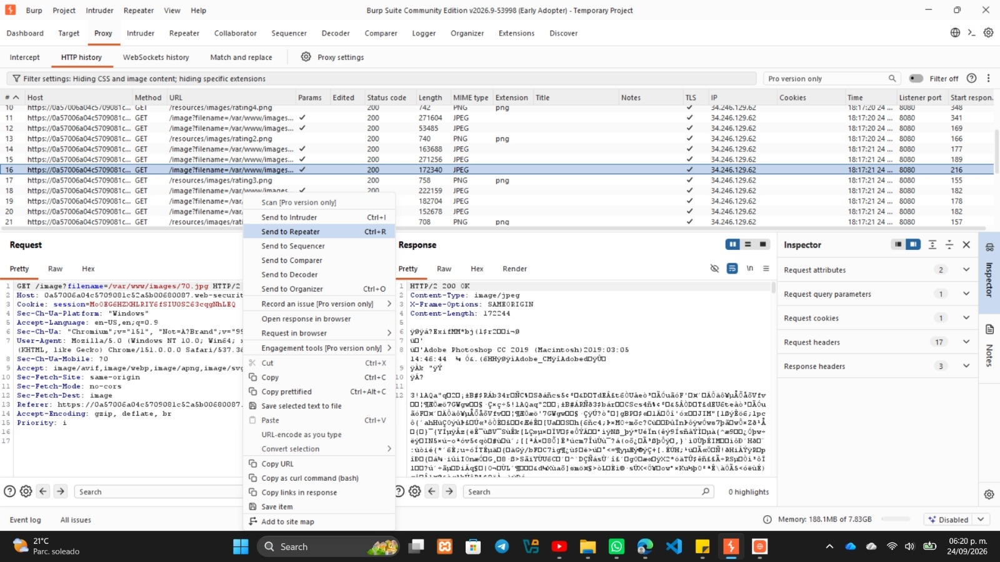 Burp Project Intruder Repeater View Help
Burp Suite Community Edition v2026.9-53998 (Early Adopter) - Temporary Project
Dashboard Target Proxy Intruder Repeater Collaborator Sequencer Decoder Comparer Logger Organizer Extensions Discover
Intercept HTTP history WebSockets history Match and replace Proxy settings
Filter settings: Hiding CSS and image content; hiding specific extensions
Pro version only
Filter off
# Host Method URL Params Edited Status code Length MIME type Extension Title Notes TLS IP Cookies Time Listener port Start respon...
10 https://0a57006a04c5709081c... GET /resources/images/rating4.png 200 742 PNG png ✓ 34.246.129.62 18:17:20 24 ... 8080 348
11 https://0a57006a04c5709081c... GET /image?filename=/var/www/images... ✓ 200 271604 JPEG ✓ 34.246.129.62 18:17:20 24 ... 8080 341
12 https://0a57006a04c5709081c... GET /image?filename=/var/www/images... ✓ 200 53485 JPEG ✓ 34.246.129.62 18:17:20 24 ... 8080 169
13 https://0a57006a04c5709081c... GET /resources/images/rating2.png 200 740 PNG png ✓ 34.246.129.62 18:17:20 24 ... 8080 166
14 https://0a57006a04c5709081c... GET /image?filename=/var/www/images... ✓ 200 163688 JPEG ✓ 34.246.129.62 18:17:21 24 ... 8080 177
15 https://0a57006a04c5709081c... GET /image?filename=/var/www/images... ✓ 200 271256 JPEG ✓ 34.246.129.62 18:17:21 24 ... 8080 189
16 https://0a57006a04c5709081c... GET /image?filename=/var/www/images... ✓ 200 172340 JPEG ✓ 34.246.129.62 18:17:21 24 ... 8080 216
17 https://0a57006a04c5709081c... GET /resources/images/rating3.png 200 758 PNG png ✓ 34.246.129.62 18:17:21 24 ... 8080 155
18 https://0a57006a04c5709081c... GET /image?filename=/var/www/images... ✓ 200 222159 JPEG ✓ 34.246.129.62 18:17:21 24 ... 8080 182
19 https://0a57006a04c5709081c... GET /image?filename=/var 182704 JPEG ✓ 34.246.129.62 18:17:21 24 ... 8080 178
20 https://0a57006a04c5709081c... GET /image?filename=/var 152678 JPEG ✓ 34.246.129.62 18:17:21 24 ... 8080 182
21 https://0a57006a04c5709081c... GET /resources/images/rati 708 PNG png ✓ 34.246.129.62 18:17:21 24 ... 8080 157
Scan [Pro version only]
Send to Intruder Ctrl+I
Send to Repeater Ctrl+R
Send to Sequencer
Send to Comparer
Send to Decoder
Send to Organizer Ctrl+O
Record an issue [Pro version only]
Open response in browser
Request in browser
Engagement tools [Pro version only]
Cut Ctrl+X
Copy Ctrl+C
Copy prettified Ctrl+Alt+C
Save selected text to file
Paste Ctrl+V
URL-encode as you type
Convert selection
Copy URL
Copy as curl command (bash)
Copy links in response
Save item
Add to site map
Request
Pretty Raw Hex
1 GET /image?filename=/var/www/images/70.jpg HTTP/2
2 Host: 0a57006a04c5709081c52a5b00680087.web-securit
3 Cookie: session=Mo0EG6HZXHLRIY6fSIUOS263cqgNhLEQ
4 Sec-Ch-Ua-Platform: "Windows"
5 Accept-Language: en-US,en;q=0.9
6 Sec-Ch-Ua: "Chromium";v="151", "Not=A?Brand";v="99
7 User-Agent: Mozilla/5.0 (Windows NT 10.0; Win64; x
(KHTML, like Gecko) Chrome/151.0.0.0 Safari/537.36
8 Sec-Ch-Ua-Mobile: ?0
9 Accept: image/avif,image/webp,image/apng,image/svg
10 Sec-Fetch-Site: same-origin
11 Sec-Fetch-Mode: no-cors
12 Sec-Fetch-Dest: image
13 Referer: https://0a57006a04c5709081c52a5b00680087.
14 Accept-Encoding: gzip, deflate, br
15 Priority: i
16
17
Search
Response
Pretty Raw Hex Render
\n
1 HTTP/2 200 OK
2 Content-Type: image/jpeg
3 X-Frame-Options: SAMEORIGIN
4 Content-Length: 172244
5
6
7
8 Adobe Photoshop CC 2019 (Macintosh)2019:03:05
14:46:44
9
10
11
12
Search
0 highlights
Inspector
Request attributes 2
Request query parameters 1
Request cookies 1
Request headers 17
Response headers 3
Inspector
Notes
Event log All issues
Memory: 188.1MB of 7.83GB
Disabled
21°C
Parc. soleado
Search
06:20 p. m.
24/09/2026